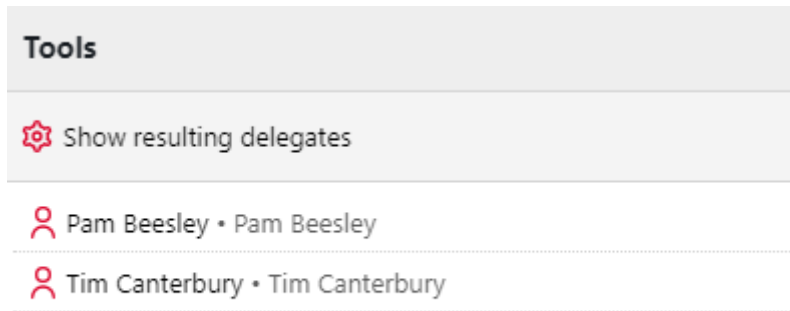 Tools
Show resulting delegates
Pam Beesley • Pam Beesley
Tim Canterbury • Tim Canterbury